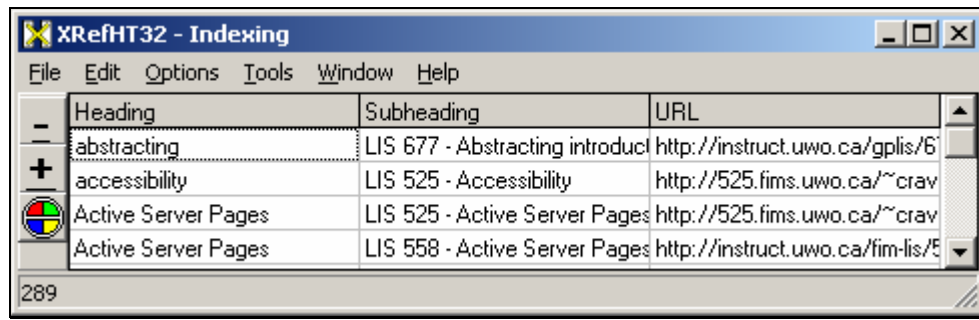 XRefHT32 - Indexing
File Edit Options Tools Window Help
Heading Subheading URL
abstracting LIS 677 - Abstracting introduct http://instruct.uwo.ca/gplis/6
accessibility LIS 525 - Accessibility http://525.fims.uwo.ca/~crav
Active Server Pages LIS 525 - Active Server Pages http://525.fims.uwo.ca/~crav
Active Server Pages LIS 558 - Active Server Pages http://instruct.uwo.ca/fim-lis/5
289